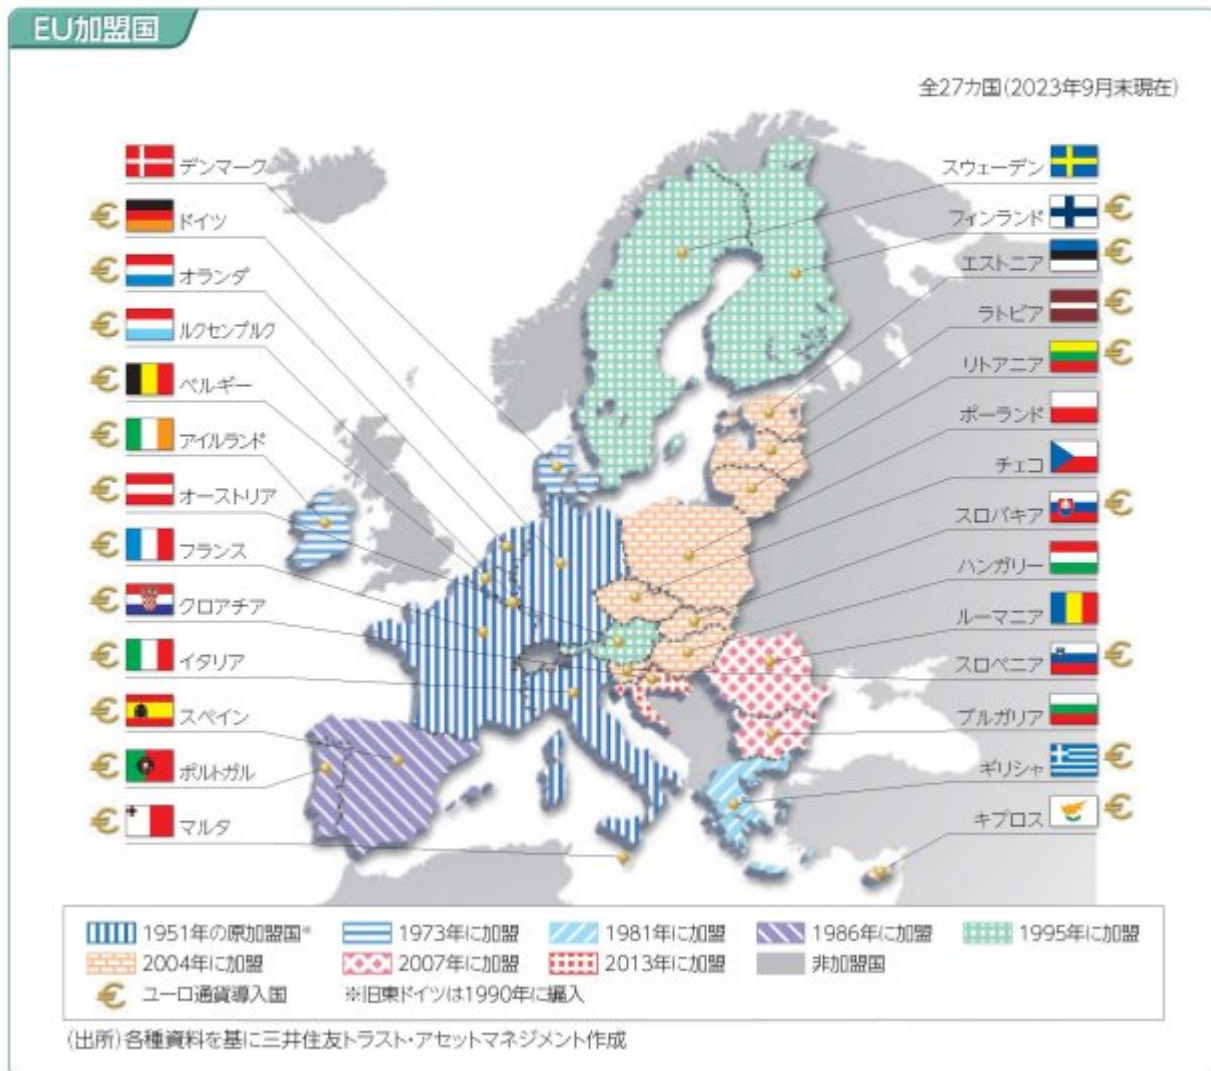 EU加盟国
全27カ国(2023年9月末現在)
デンマーク
ドイツ
オランダ
ルクセンブルク
ベルギー
アイルランド
オーストリア
フランス
クロアチア
イタリア
スペイン
ポルトガル
マルタ
スウェーデン
フィンランド
エストニア
ラトビア
リトアニア
ポーランド
チェコ
スロバキア
ハンガリー
ルーマニア
スロベニア
ブルガリア
ギリシャ
キプロス
1951年の原加盟国※ 1973年に加盟 1981年に加盟 1986年に加盟 1995年に加盟
2004年に加盟 2007年に加盟 2013年に加盟 非加盟国
€ ユーロ通貨導入国 ※旧東ドイツは1990年に編入
(出所)各種資料を基に三井住友トラスト・アセットマネジメント作成